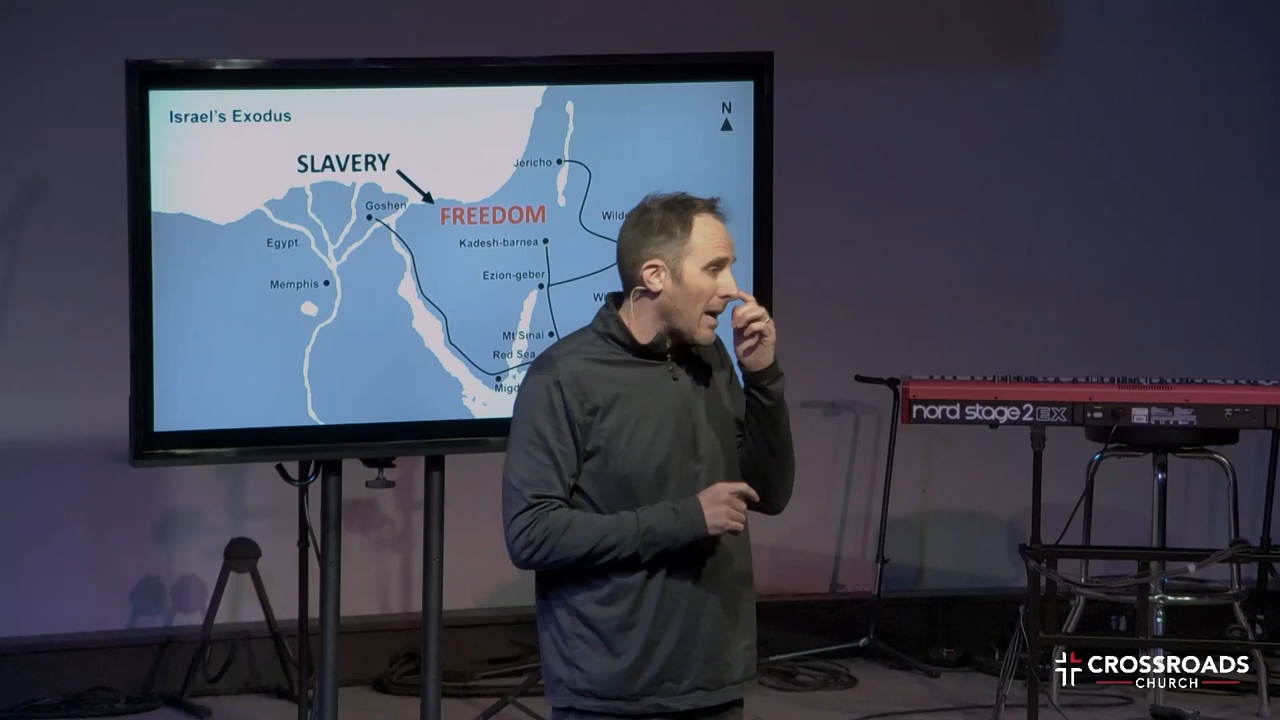 Israel's Exodus
N
SLAVERY
Jericho
Goshen
FREEDOM
Egypt
Kadesh-barnea
Ezion-geber
Memphis
Mt Sinai
Red Sea
nord stage 2 EX
CROSSROADS
CHURCH